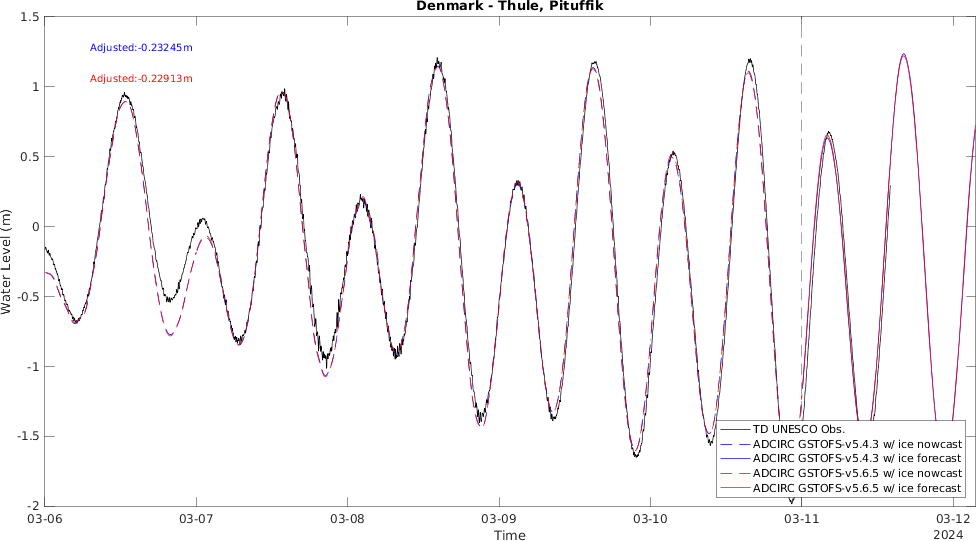 Denmark - Thule, Pituffik
1.5
Adjusted:-0.23245m
Adjusted:-0.22913m
1
0.5
0
-0.5
-1
-1.5
-2
Water Level (m)
TD UNESCO Obs.
ADCIRC GSTOFS-v5.4.3 w/ ice nowcast
ADCIRC GSTOFS-v5.4.3 w/ ice forecast
ADCIRC GSTOFS-v5.6.5 w/ ice nowcast
ADCIRC GSTOFS-v5.6.5 w/ ice forecast
03-06 03-07 03-08 03-09 03-10 03-11 03-12
2024
Time